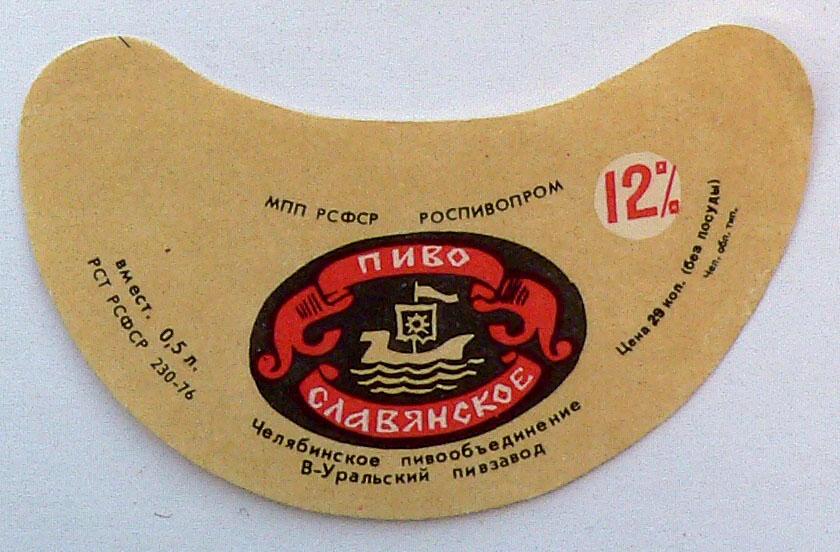 МПП РСФСР РОСПИВОПРОМ
12%
ПИВО
СЛАВЯНСКОЕ
вмест. 0,5 л.
РСТ РСФСР 230-76
Цена 29 коп. (без посуды)
Чел. обл. тип.
Челябинское пивообъединение
В-Уральский пивзавод